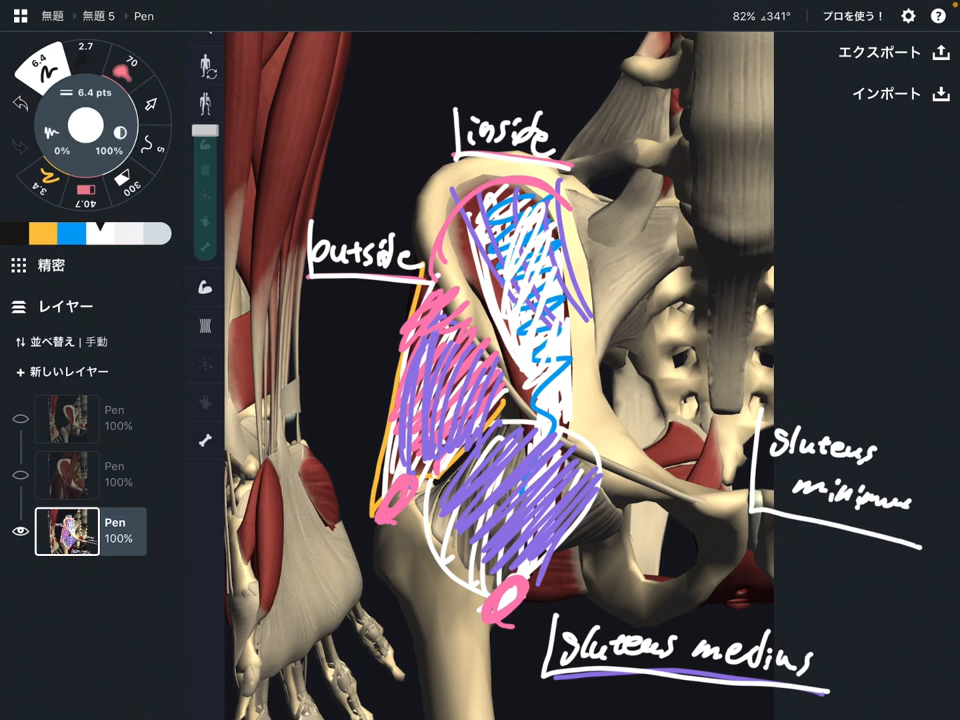 無題 > 無題 5 > Pen
82% ⦟341°
プロを使う！
エクスポート
インポート
2.7
6.4
70
6.4 pts
0%
100%
5
300
40.7
3.4
精密
レイヤー
並べ替え | 手動
+ 新しいレイヤー
Pen
100%
Pen
100%
Pen
100%
inside
outside
gluteus
minimus
gluteus medius